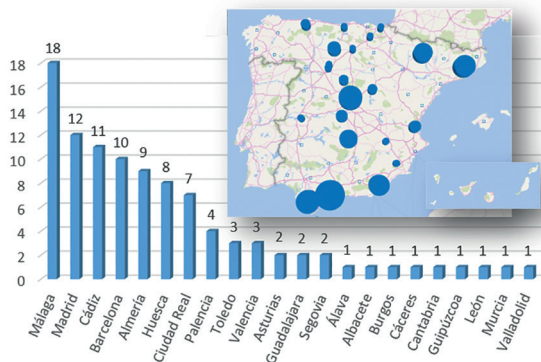 18
12
11
10
9
8
7
4
3
3
2
2
2
1
1
1
1
1
1
1
1
1
18
16
14
12
10
8
6
4
2
0
Málaga
Madrid
Cádiz
Barcelona
Almería
Huesca
Ciudad Real
Palencia
Toledo
Valencia
Asturias
Guadalajara
Segovia
Álava
Albacete
Burgos
Cáceres
Cantabria
Guipúzcoa
León
Murcia
Valladolid